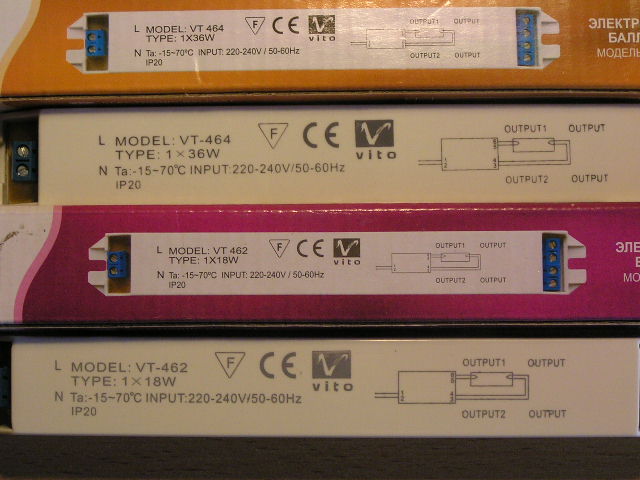 L MODEL: VT 464
TYPE: 1X36W
N Ta: -15~70℃ INPUT: 220-240V / 50-60Hz
IP20
F
CE
vito
OUTPUT1 OUTPUT
OUTPUT2 OUTPUT
ЭЛЕКТР
БАЛЛ
МОДЕЛЬ
L MODEL: VT-464
TYPE: 1×36W
N Ta:-15~70℃ INPUT:220-240V/50-60Hz
IP20
F
CE
vito
OUTPUT1 OUTPUT
OUTPUT2 OUTPUT
L MODEL: VT 462
TYPE: 1X18W
N Ta: -15~70℃ INPUT: 220-240V / 50-60Hz
IP20
F
CE
vito
OUTPUT1 OUTPUT
OUTPUT2 OUTPUT
ЭЛЕ
МО
L MODEL: VT-462
TYPE: 1×18W
N Ta:-15~70℃ INPUT:220-240V/50-60Hz
IP20
F
CE
vito
OUTPUT1 OUTPUT
OUTPUT2 OUTPUT